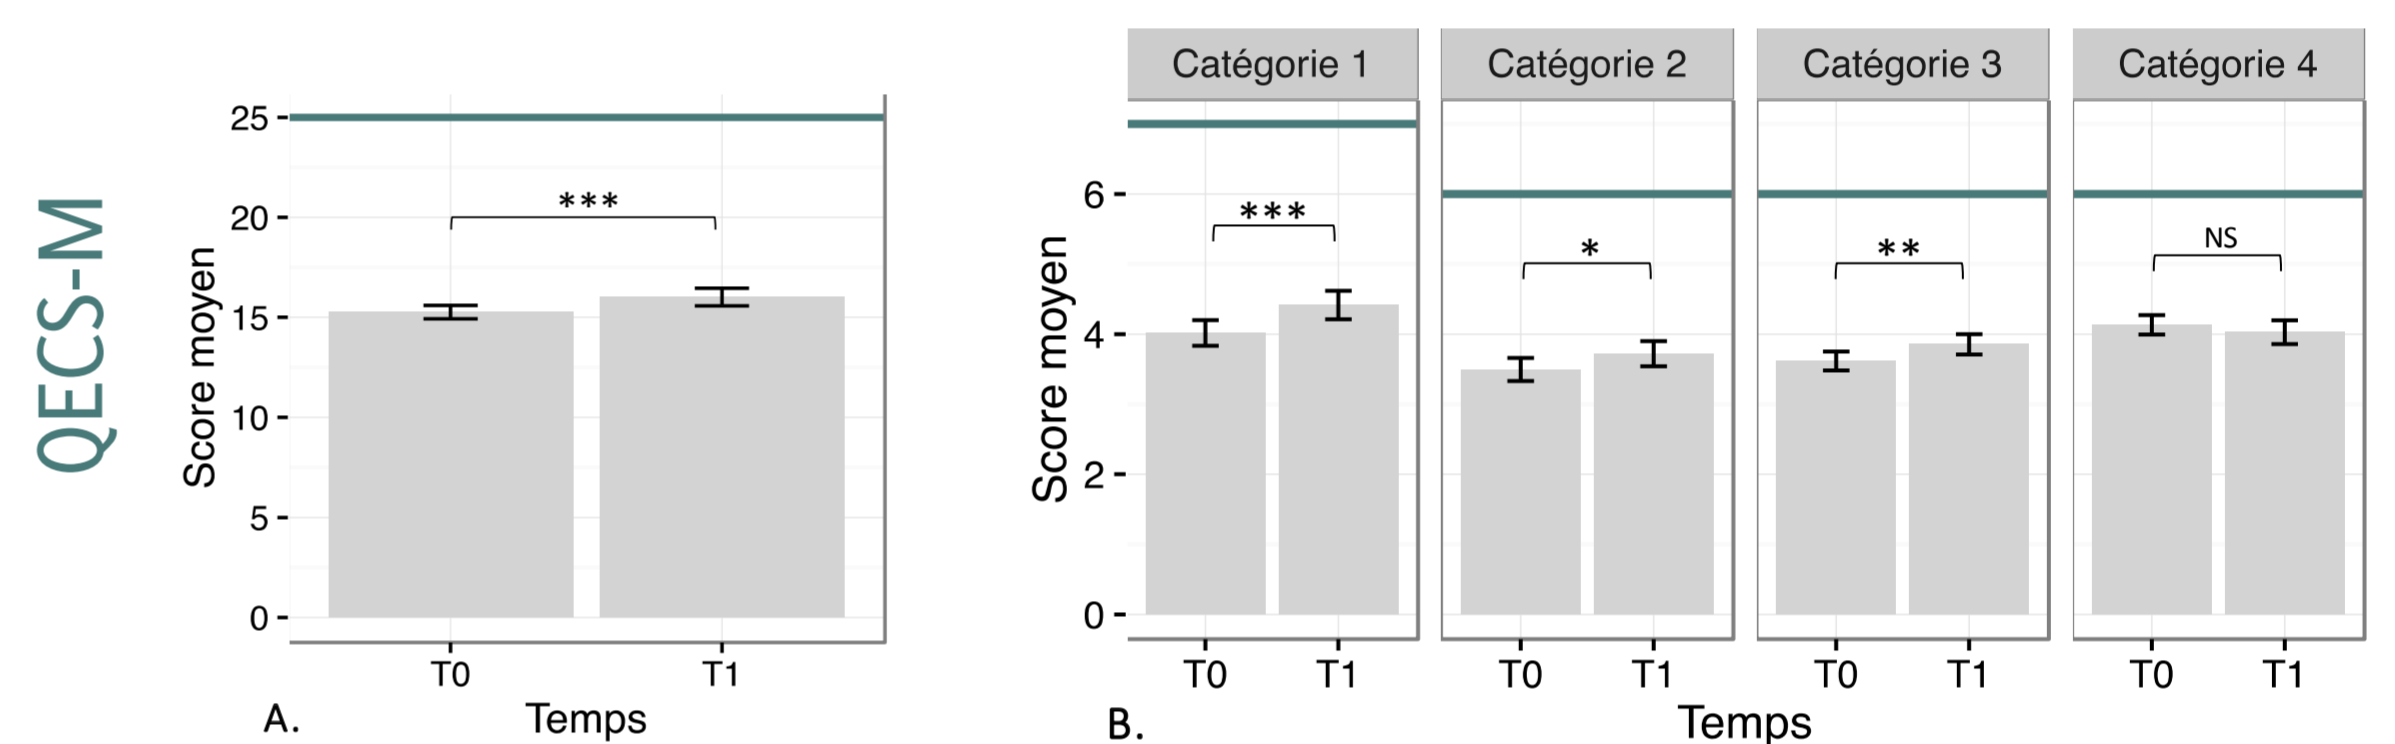 QECS-M
Score moyen
25
20
15
10
5
0
***
T0 T1
Temps
A.
Catégorie 1 Catégorie 2 Catégorie 3 Catégorie 4
Score moyen
6
4
2
0
*** * ** NS
T0 T1 T0 T1 T0 T1 T0 T1
Temps
B.